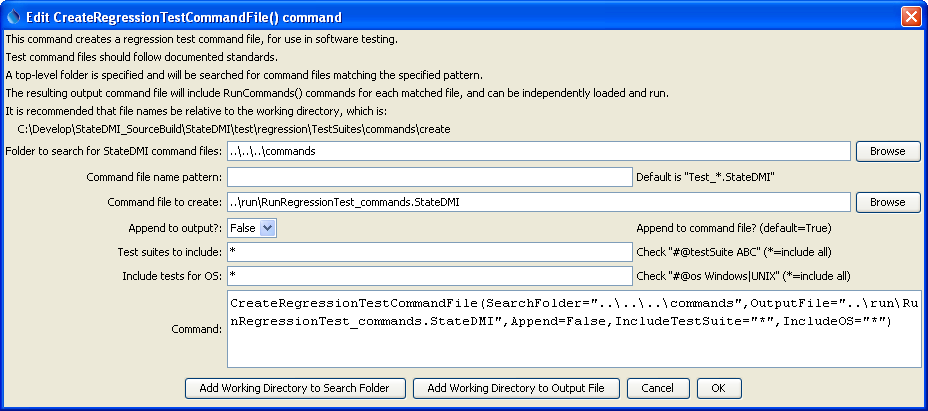 Edit CreateRegressionTestCommandFile() command
This command creates a regression test command file, for use in software testing.
Test command files should follow documented standards.
A top-level folder is specified and will be searched for command files matching the specified pattern.
The resulting output command file will include RunCommands() commands for each matched file, and can be independently loaded and run.
It is recommended that file names be relative to the working directory, which is:
C:\Develop\StateDMI_SourceBuild\StateDMI\test\regression\TestSuites\commands\create
Folder to search for StateDMI command files: ..\..\..\commands Browse
Command file name pattern: Default is "Test_*.StateDMI"
Command file to create: ..\run\RunRegressionTest_commands.StateDMI Browse
Append to output?: False Append to command file? (default=True)
Test suites to include: * Check "#@testSuite ABC" (*=include all)
Include tests for OS: * Check "#@os Windows|UNIX" (*=include all)
Command: CreateRegressionTestCommandFile(SearchFolder="..\..\..\commands",OutputFile="..\run\Ru
nRegressionTest_commands.StateDMI",Append=False,IncludeTestSuite="*",IncludeOS="*")
Add Working Directory to Search Folder Add Working Directory to Output File Cancel OK